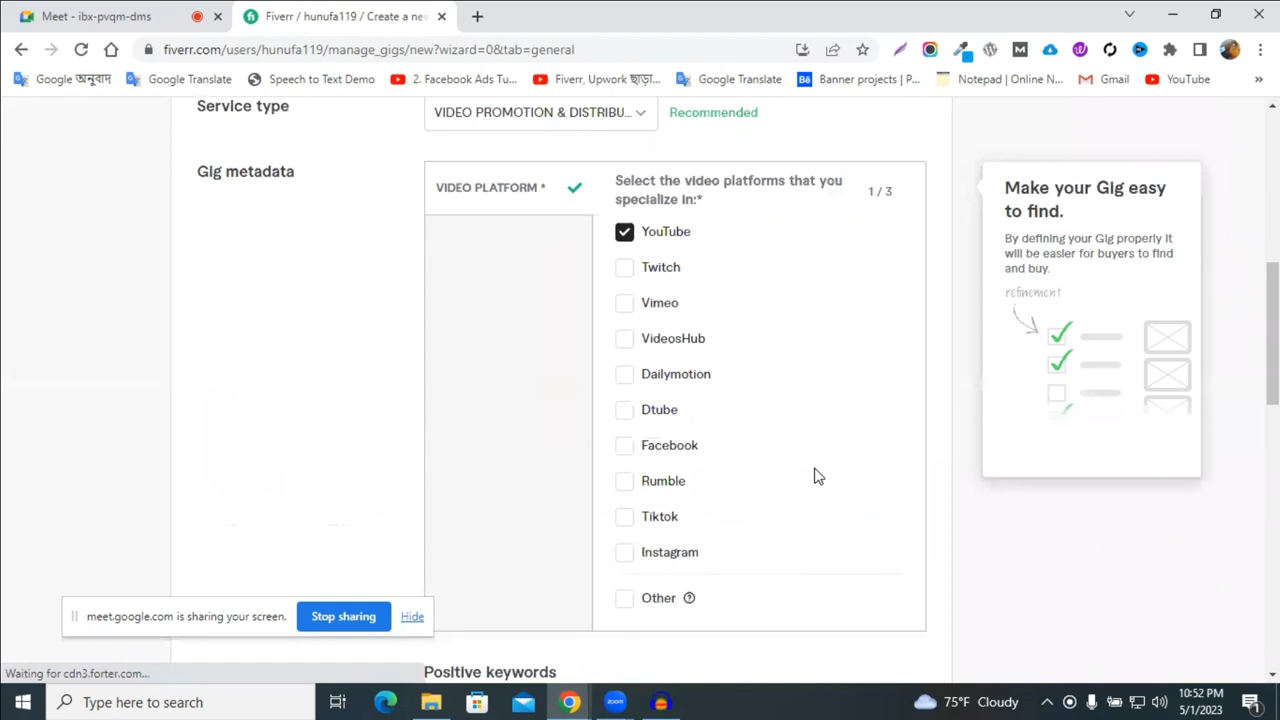 Meet - ibx-pvqm-dms
Fiverr / hunufa119 / Create a new
fiverr.com/users/hunufa119/manage_gigs/new?wizard=0&tab=general
Google অনুবাদ
Google Translate
Speech to Text Demo
2. Facebook Ads Tu...
Fiverr, Upwork ছাড়া...
Google Translate
Banner projects | P...
Notepad | Online N...
Gmail
YouTube
»
Service type
VIDEO PROMOTION & DISTRIBU...
Recommended
Gig metadata
VIDEO PLATFORM *
Select the video platforms that you
specialize in:*
1 / 3
YouTube
Twitch
Vimeo
VideosHub
Dailymotion
Dtube
Facebook
Rumble
Tiktok
Instagram
Other
Make your Gig easy
to find.
By defining your Gig properly it
will be easier for buyers to find
and buy.
refinement
meet.google.com is sharing your screen.
Stop sharing
Hide
Positive keywords
Waiting for cdn3.forter.com...
Type here to search
zoom
75°F Cloudy
10:52 PM
5/1/2023